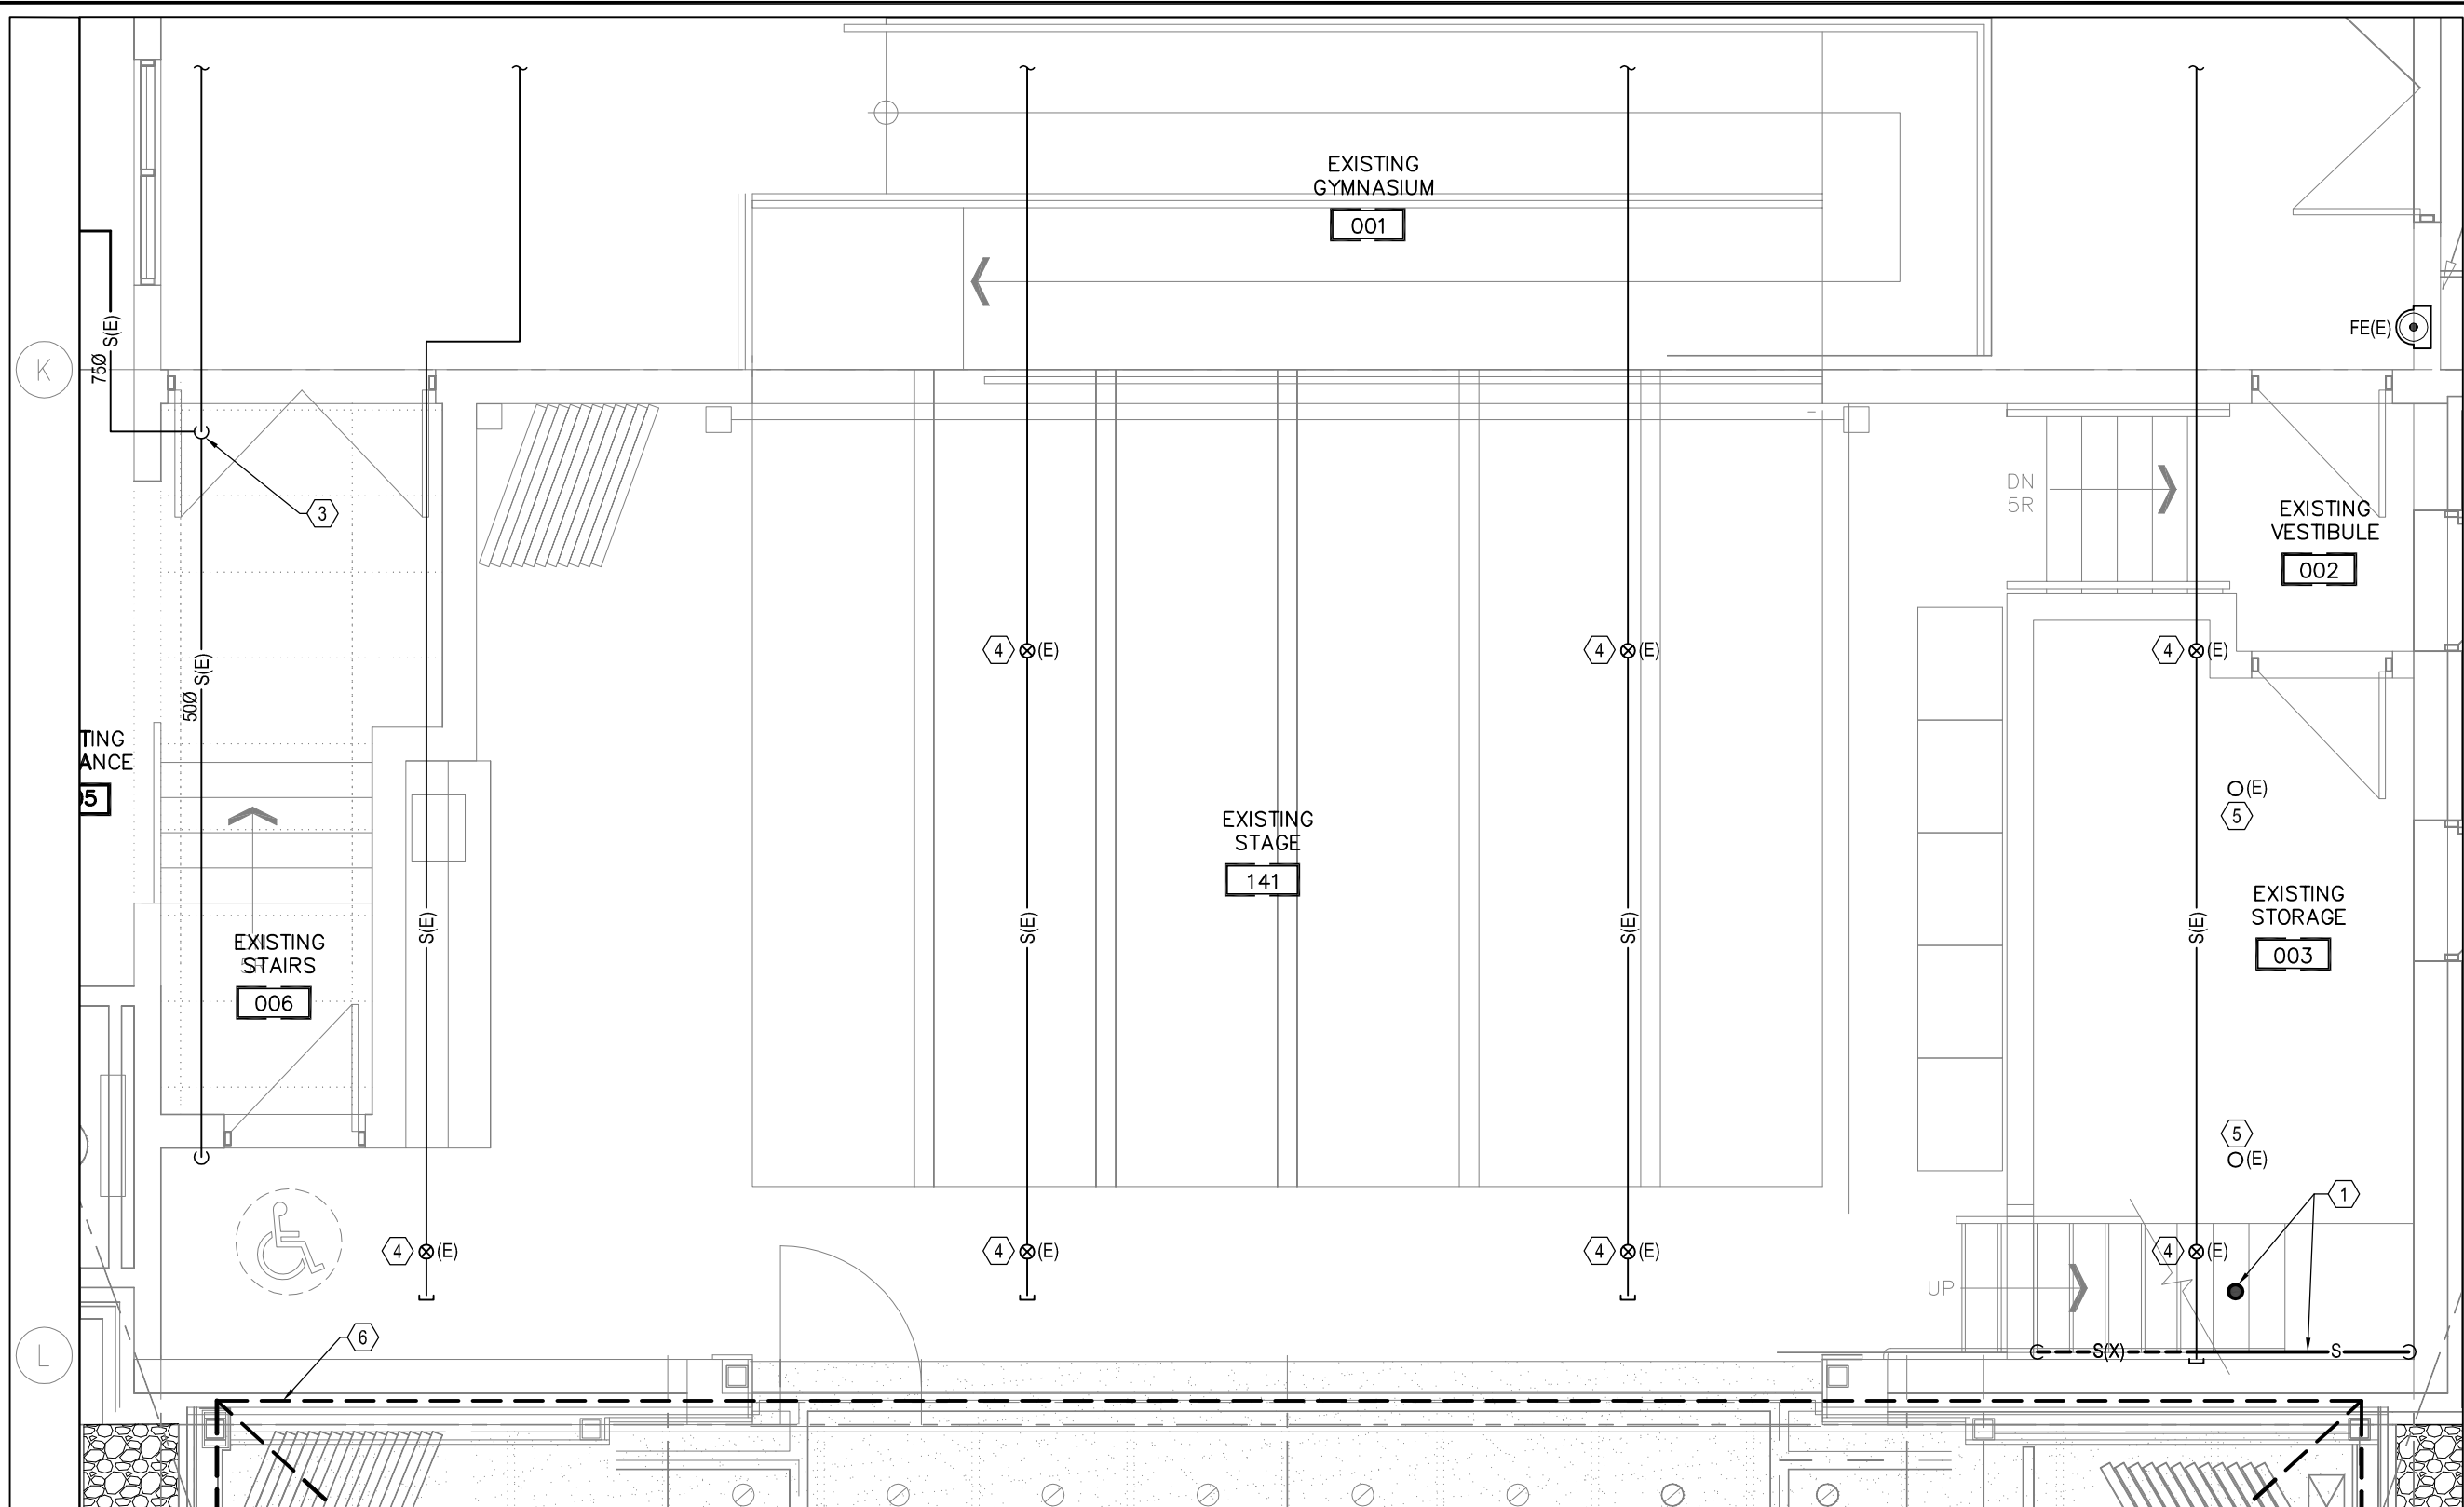 EXISTING
GYMNASIUM
001
75Ø S(E)
FE(E)
K
3
DN
5R
EXISTING
VESTIBULE
002
4
(E)
4
(E)
4
(E)
50Ø S(E)
TING
ANCE
5
(E)
5
EXISTING
STAGE
141
EXISTING
STORAGE
003
S(E)
S(E)
S(E)
S(E)
EXISTING
STAIRS
006
5
(E)
1
4
(E)
4
(E)
4
(E)
4
(E)
UP
6
L
S(X)
S